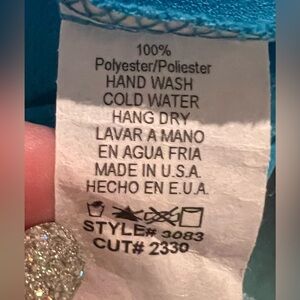 100%
Polyester/Poliester
HAND WASH
COLD WATER
HANG DRY
LAVAR A MANO
EN AGUA FRIA
MADE IN U.S.A.
HECHO EN E.U.A.
STYLE# 3083
CUT# 2330